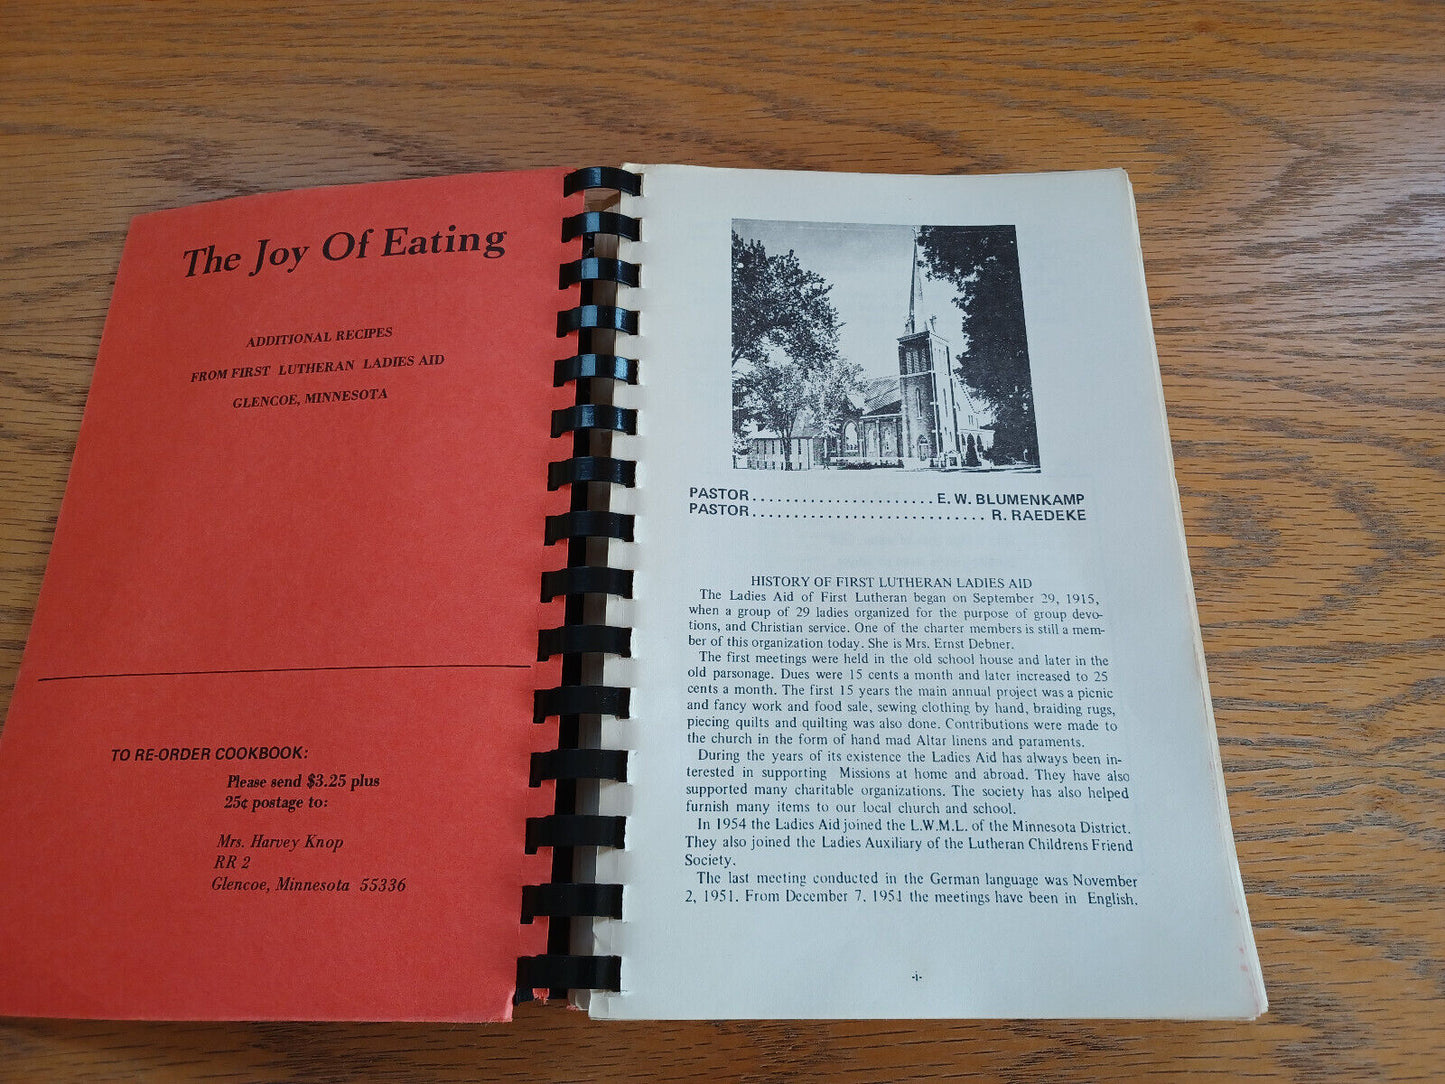 The Joy Of Eating
ADDITIONAL RECIPES
FROM FIRST LUTHERAN LADIES AID
GLENCOE, MINNESOTA
TO RE-ORDER COOKBOOK:
Please send $3.25 plus
25¢ postage to:
Mrs. Harvey Knop
RR 2
Glencoe, Minnesota 55336
PASTOR......................E. W. BLUMENKAMP
PASTOR............................R. RAEDEKE
HISTORY OF FIRST LUTHERAN LADIES AID
The Ladies Aid of First Lutheran began on September 29, 1915,
when a group of 29 ladies organized for the purpose of group devo-
tions, and Christian service. One of the charter members is still a mem-
ber of this organization today. She is Mrs. Ernst Debner.
The first meetings were held in the old school house and later in the
old parsonage. Dues were 15 cents a month and later increased to 25
cents a month. The first 15 years the main annual project was a picnic
and fancy work and food sale, sewing clothing by hand, braiding rugs,
piecing quilts and quilting was also done. Contributions were made to
the church in the form of hand mad Altar linens and paraments.
During the years of its existence the Ladies Aid has always been in-
terested in supporting Missions at home and abroad. They have also
supported many charitable organizations. The society has also helped
furnish many items to our local church and school.
In 1954 the Ladies Aid joined the L.W.M.L. of the Minnesota District.
They also joined the Ladies Auxiliary of the Lutheran Childrens Friend
Society.
The last meeting conducted in the German language was November
2, 1951. From December 7, 1951 the meetings have been in English.
-i-